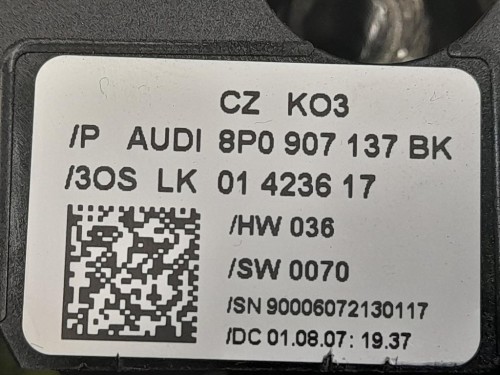 CZ KO3
/P AUDI 8P0 907 137 BK
/3OS LK 01 4236 17
/HW 036
/SW 0070
/SN 90006072130117
/DC 01.08.07: 19.37